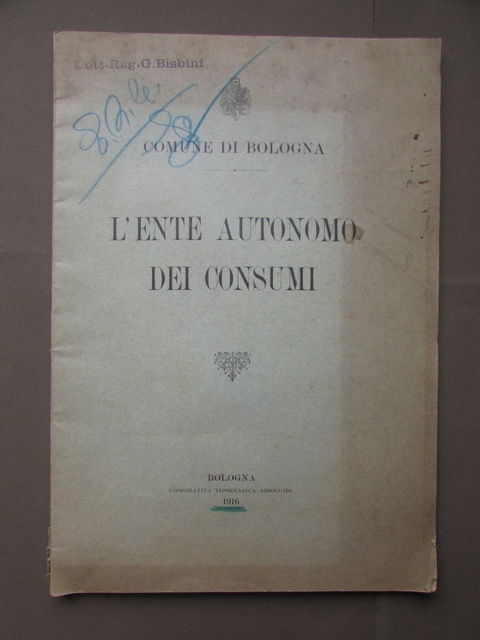 Dott. Rag. G. Bisbini
COMUNE DI BOLOGNA
L'ENTE AUTONOMO
DEI CONSUMI
BOLOGNA
COOPERATIVA TIPOGRAFICA AZZOGUIDI
1916